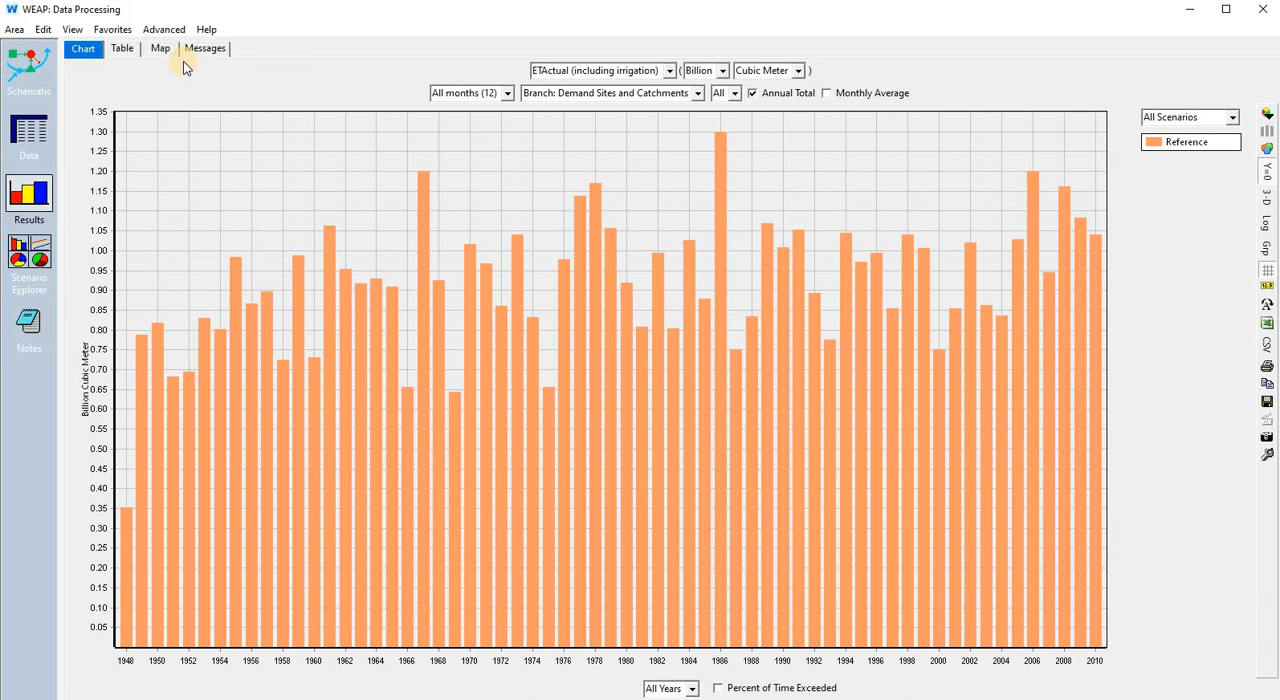 WEAP: Data Processing
Area Edit View Favorites Advanced Help
Chart Table Map Messages
Schematic
Data
Results
Scenario
Explorer
Notes
ETActual (including irrigation) ( Billion Cubic Meter )
All months (12) Branch: Demand Sites and Catchments All Annual Total Monthly Average
All Scenarios
Reference
1.35
1.30
1.25
1.20
1.15
1.10
1.05
1.00
0.95
0.90
0.85
0.80
0.75
0.70
0.65
0.60
0.55
0.50
0.45
0.40
0.35
0.30
0.25
0.20
0.15
0.10
0.05
Billion Cubic Meter
1948 1950 1952 1954 1956 1958 1960 1962 1964 1966 1968 1970 1972 1974 1976 1978 1980 1982 1984 1986 1988 1990 1992 1994 1996 1998 2000 2002 2004 2006 2008 2010
All Years Percent of Time Exceeded
Y=0
3-D
Log
Grp
12.5
CSV